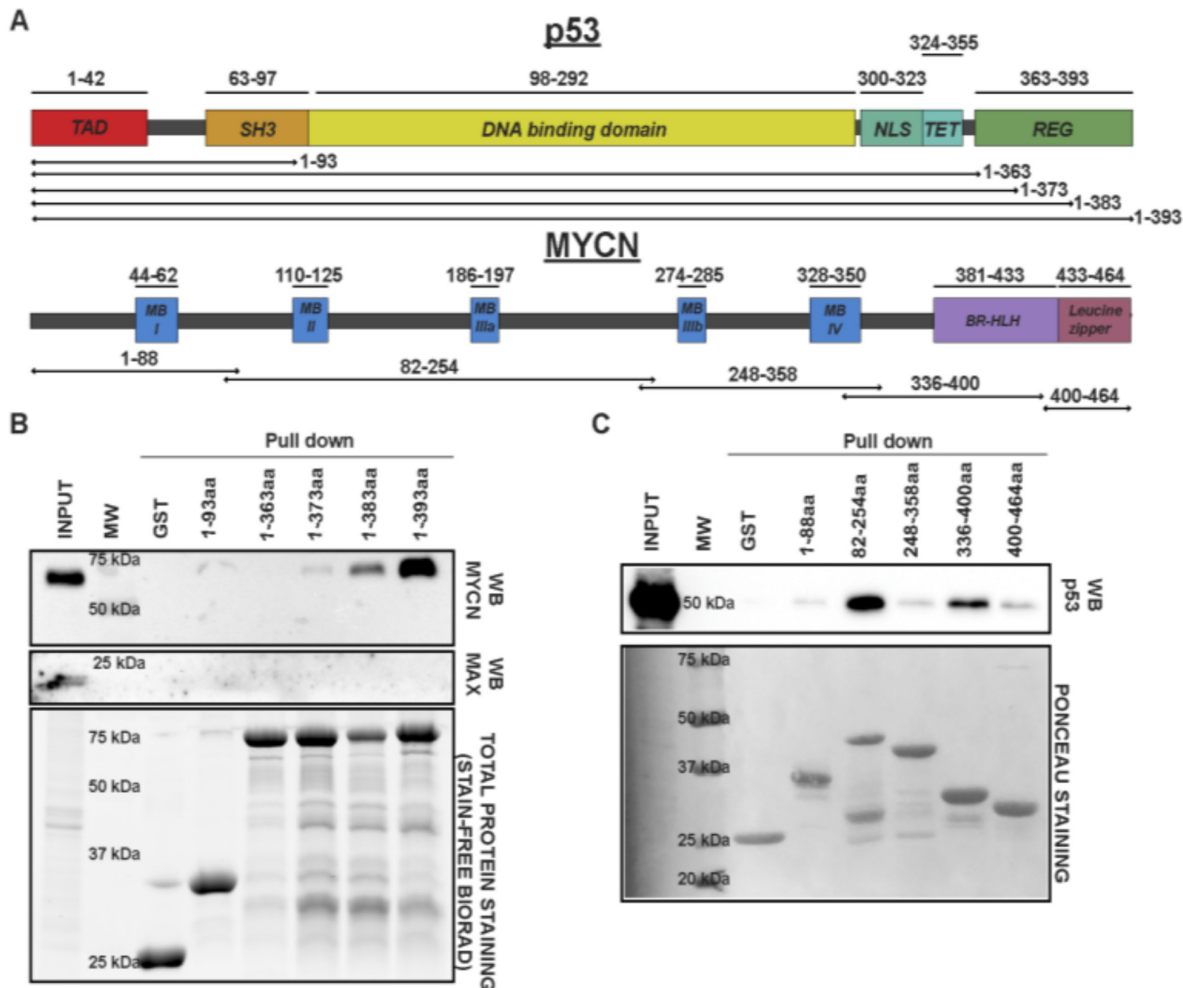 A
p53
324-355
1-42 63-97 98-292 300-323 363-393
TAD SH3 DNA binding domain NLS TET REG
1-93
1-363
1-373
1-383
1-393
MYCN
44-62 110-125 186-197 274-285 328-350 381-433 433-464
MB I
MB II
MB IIIa
MB IIIb
MB IV
BR-HLH
Leucine zipper
1-88 82-254 248-358 336-400 400-464
B
Pull down
INPUT MW GST 1-93aa 1-363aa 1-373aa 1-383aa 1-393aa
75 kDa
50 kDa
WB
MYCN
25 kDa
WB
MAX
75 kDa
50 kDa
37 kDa
25 kDa
TOTAL PROTEIN STAINING
(STAIN-FREE BIORAD)
C
Pull down
INPUT MW GST 1-88aa 82-254aa 248-358aa 336-400aa 400-464aa
50 kDa
WB
p53
75 kDa
50 kDa
37 kDa
25 kDa
20 kDa
PONCEAU STAINING